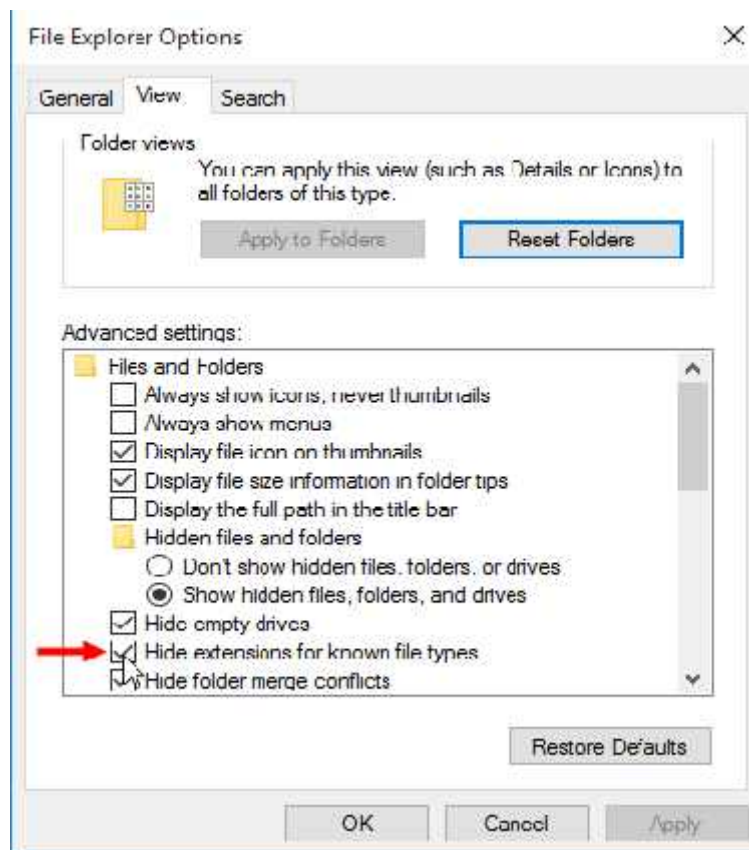 File Explorer Options
General View Search
Folder views
You can apply this view (such as Details or Icons) to
all folders of this type.
Apply to Folders Reset Folders
Advanced settings:
Files and Folders
Always show icons, never thumbnails
Always show menus
Display file icon on thumbnails
Display file size information in folder tips
Display the full path in the title bar
Hidden files and folders
Don't show hidden files, folders, or drives
Show hidden files, folders, and drives
Hide empty drives
Hide extensions for known file types
Hide folder merge conflicts
Restore Defaults
OK Cancel Apply